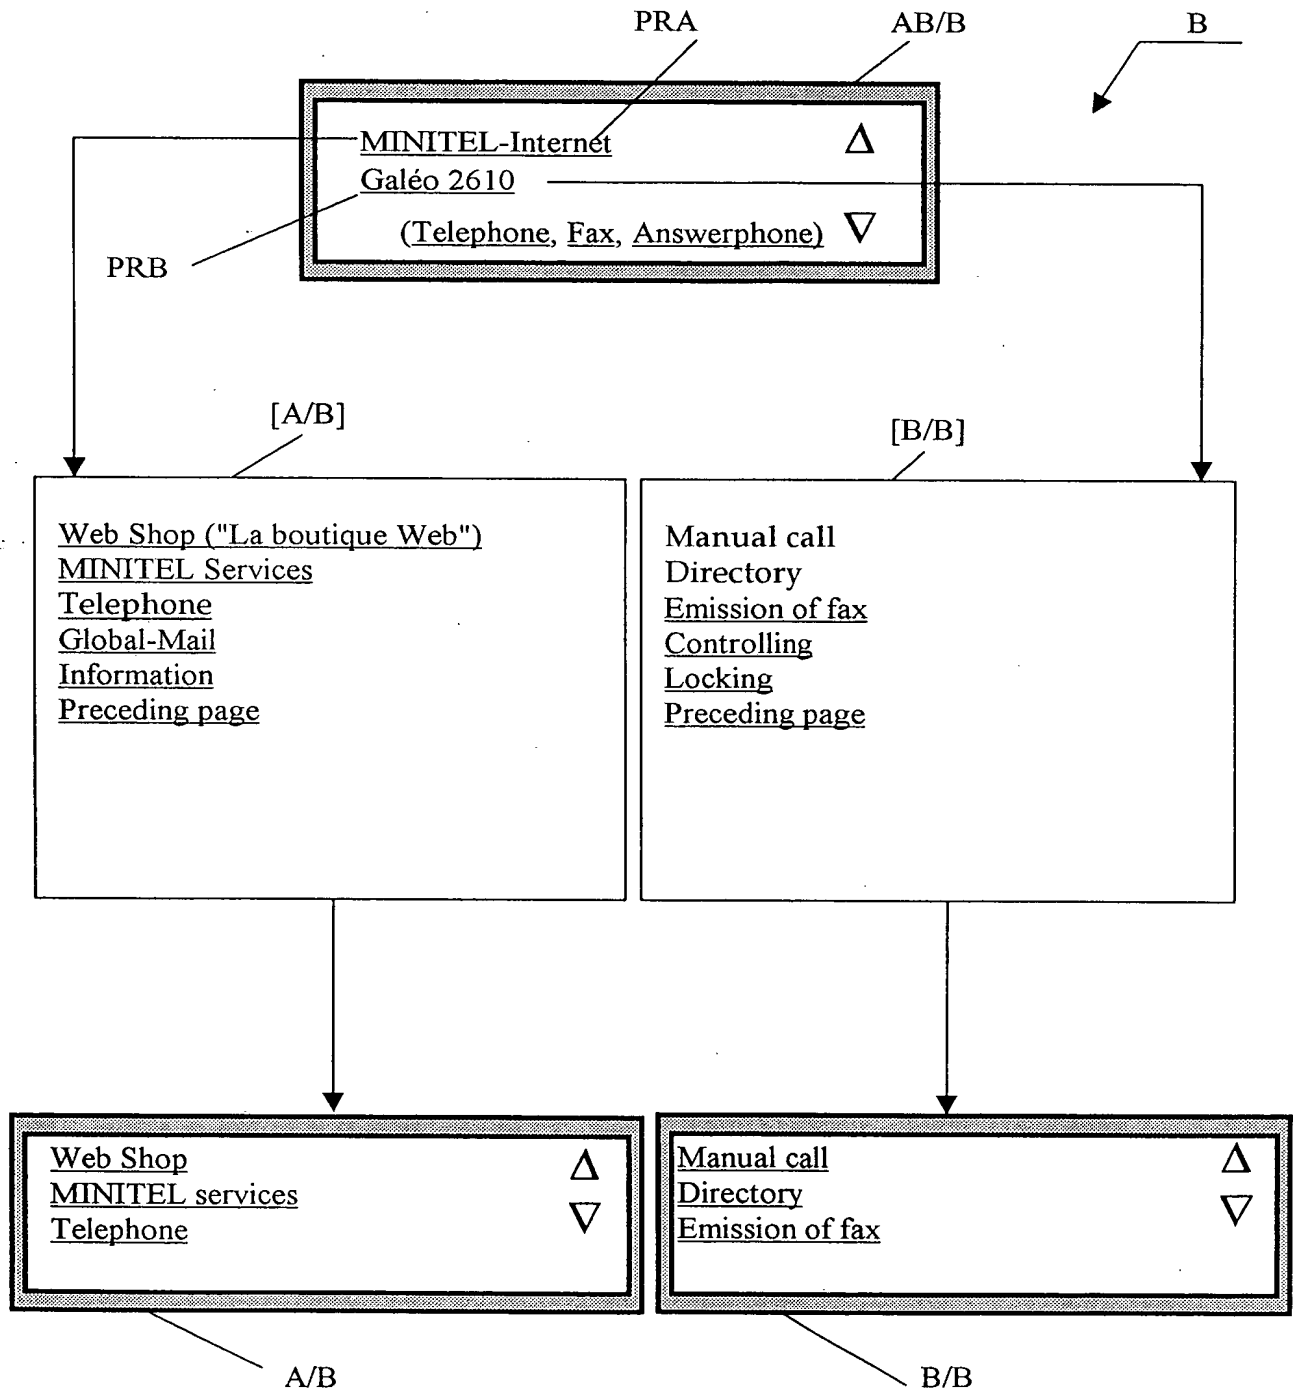 PRA AB/B B
MINITEL-Internet Δ
Galéo 2610
(Telephone, Fax, Answerphone) ∇
PRB
[A/B]
[B/B]
Web Shop ("La boutique Web")
MINITEL Services
Telephone
Global-Mail
Information
Preceding page
Manual call
Directory
Emission of fax
Controlling
Locking
Preceding page
Web Shop Δ
MINITEL services ∇
Telephone
Manual call Δ
Directory ∇
Emission of fax
A/B
B/B